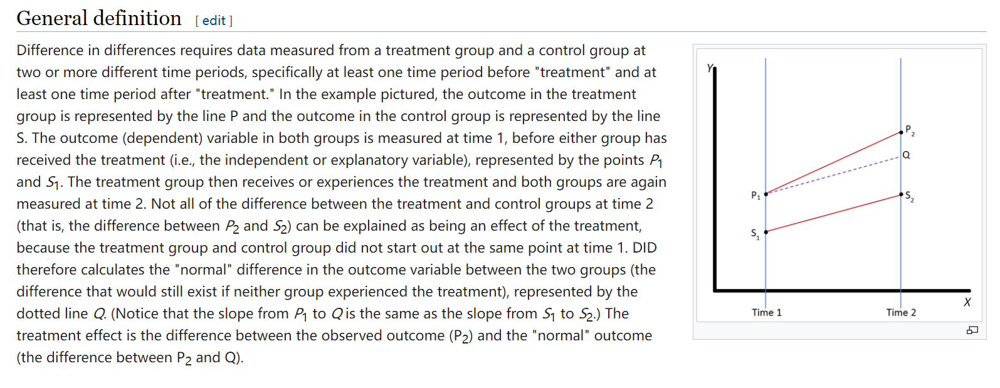 General definition [ edit ]
Difference in differences requires data measured from a treatment group and a control group at
two or more different time periods, specifically at least one time period before "treatment" and at
least one time period after "treatment." In the example pictured, the outcome in the treatment
group is represented by the line P and the outcome in the control group is represented by the line
S. The outcome (dependent) variable in both groups is measured at time 1, before either group has
received the treatment (i.e., the independent or explanatory variable), represented by the points P₁
and S₁. The treatment group then receives or experiences the treatment and both groups are again
measured at time 2. Not all of the difference between the treatment and control groups at time 2
(that is, the difference between P₂ and S₂) can be explained as being an effect of the treatment,
because the treatment group and control group did not start out at the same point at time 1. DID
therefore calculates the "normal" difference in the outcome variable between the two groups (the
difference that would still exist if neither group experienced the treatment), represented by the
dotted line Q. (Notice that the slope from P₁ to Q is the same as the slope from S₁ to S₂.) The
treatment effect is the difference between the observed outcome (P₂) and the "normal" outcome
(the difference between P₂ and Q).
Y
P₂
Q
P₁
S₂
S₁
X
Time 1
Time 2